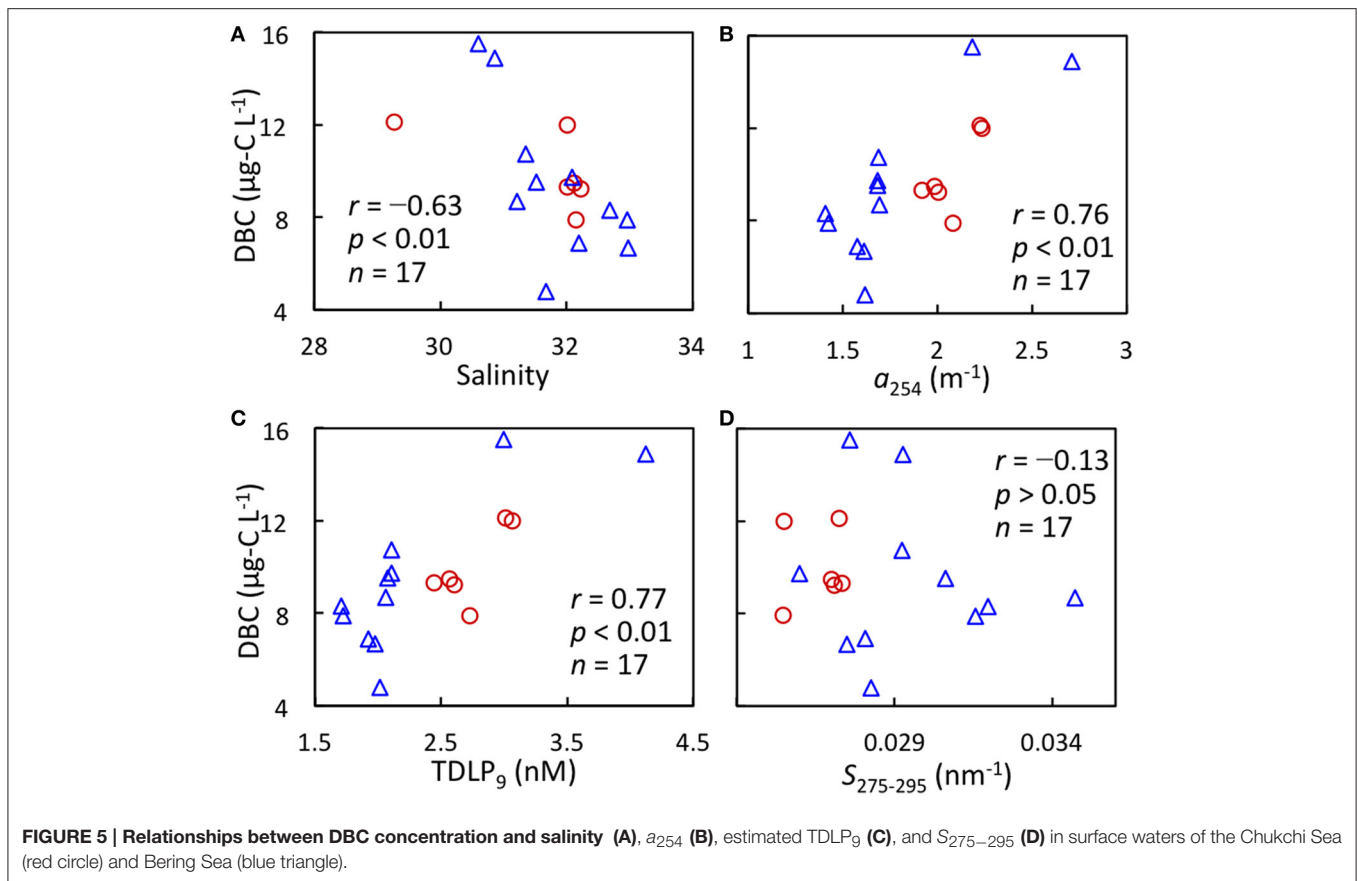 A
16
12
8
4
DBC (µg-C L-1)
r = −0.63
p < 0.01
n = 17
28 30 32 34
Salinity
B
r = 0.76
p < 0.01
n = 17
1 1.5 2 2.5 3
a254 (m-1)
C
16
12
8
4
DBC (µg-C L-1)
r = 0.77
p < 0.01
n = 17
1.5 2.5 3.5 4.5
TDLP9 (nM)
D
r = −0.13
p > 0.05
n = 17
0.029 0.034
S275-295 (nm-1)
FIGURE 5 | Relationships between DBC concentration and salinity (A), a254 (B), estimated TDLP9 (C), and S275−295 (D) in surface waters of the Chukchi Sea
(red circle) and Bering Sea (blue triangle).